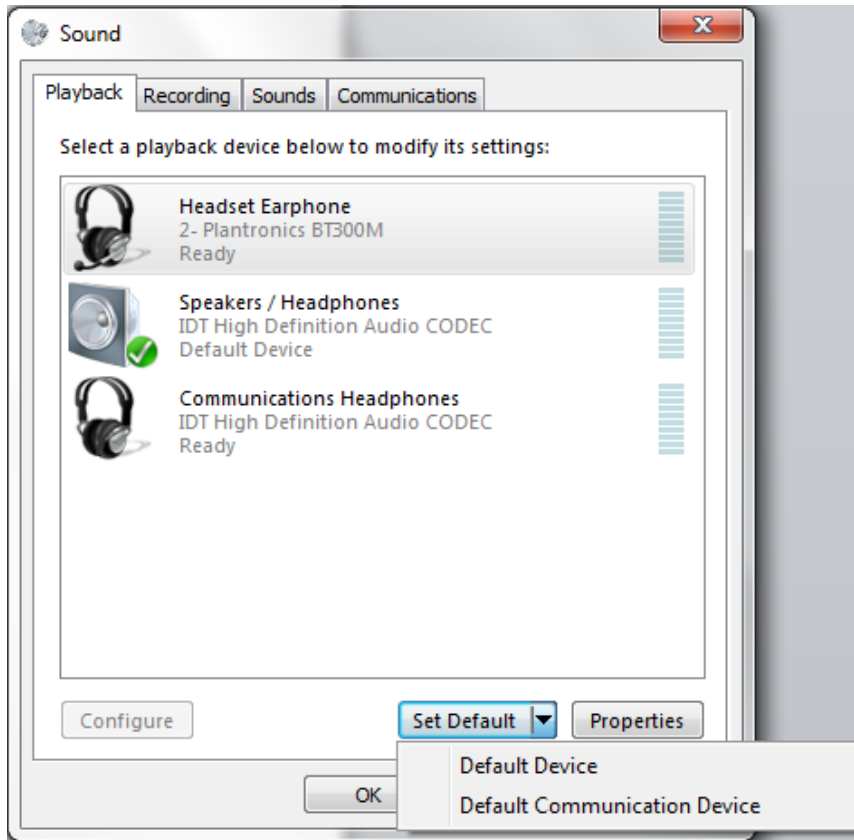 Sound
Playback Recording Sounds Communications
Select a playback device below to modify its settings:
Headset Earphone
2- Plantronics BT300M
Ready
Speakers / Headphones
IDT High Definition Audio CODEC
Default Device
Communications Headphones
IDT High Definition Audio CODEC
Ready
Configure Set Default Properties
Default Device
OK
Default Communication Device